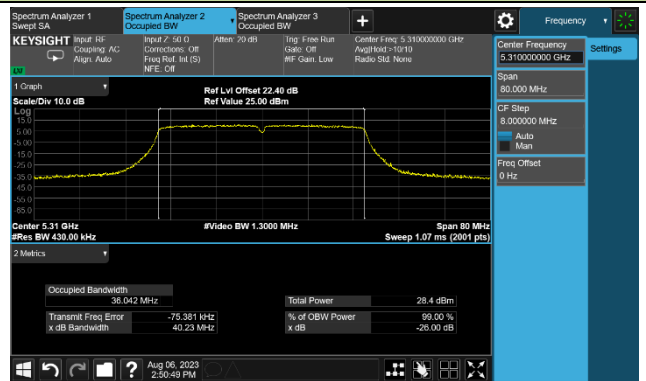 Spectrum Analyzer 1
Swept SA
Spectrum Analyzer 2
Occupied BW
Spectrum Analyzer 3
Occupied BW
Frequency
KEYSIGHT
Input: RF
Coupling: AC
Align: Auto
Input Z: 50 Ω
Corrections: Off
Freq Ref: Int (S)
NFE: Off
Atten: 20 dB
Trig: Free Run
Gate: Off
#IF Gain: Low
Center Freq: 5.310000000 GHz
Avg|Hold:>10/10
Radio Std: None
Center Frequency
5.310000000 GHz
Settings
Span
80.000 MHz
CF Step
8.000000 MHz
Auto
Man
Freq Offset
0 Hz
1 Graph
Scale/Div 10.0 dB
Ref Lvl Offset 22.40 dB
Ref Value 25.00 dBm
Log
15.0
5.00
-5.00
-15.0
-25.0
-35.0
-45.0
-55.0
-65.0
Center 5.31 GHz
#Video BW 1.3000 MHz
Span 80 MHz
#Res BW 430.00 kHz
Sweep 1.07 ms (2001 pts)
2 Metrics
Occupied Bandwidth
36.042 MHz
Total Power
28.4 dBm
Transmit Freq Error
-75.381 kHz
% of OBW Power
99.00 %
x dB Bandwidth
40.23 MHz
x dB
-26.00 dB
Aug 06, 2023
2:50:49 PM